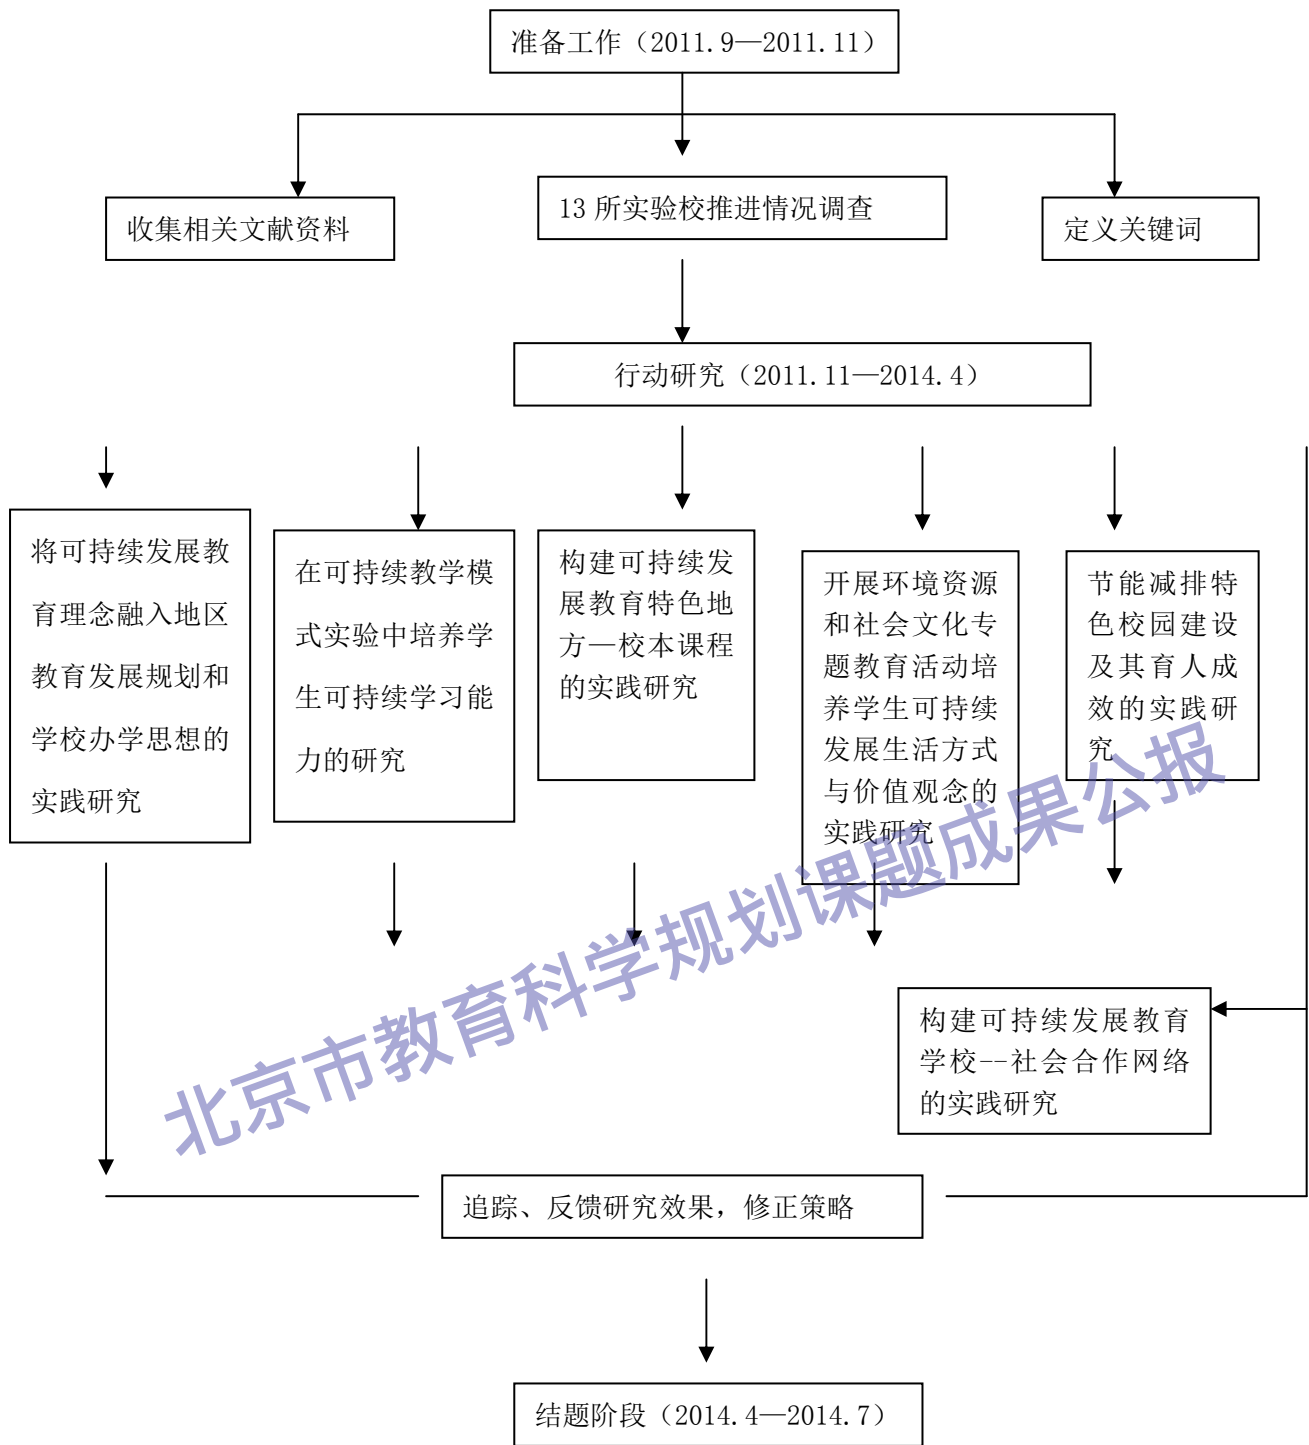 准备工作（2011.9—2011.11）
收集相关文献资料
13 所实验校推进情况调查
定义关键词
行动研究（2011.11—2014.4）
将可持续发展教
育理念融入地区
教育发展规划和
学校办学思想的
实践研究
在可持续教学模
式实验中培养学
生可持续学习能
力的研究
构建可持续发
展教育特色地
方—校本课程
的实践研究
开展环境资源
和社会文化专
题教育活动培
养学生可持续
发展生活方式
与价值观念的
实践研究
节能减排特
色校园建设
及其育人成
效的实践研
究
构建可持续发展教育
学校--社会合作网络
的实践研究
追踪、反馈研究效果，修正策略
结题阶段（2014.4—2014.7）
北京市教育科学规划课题成果公报